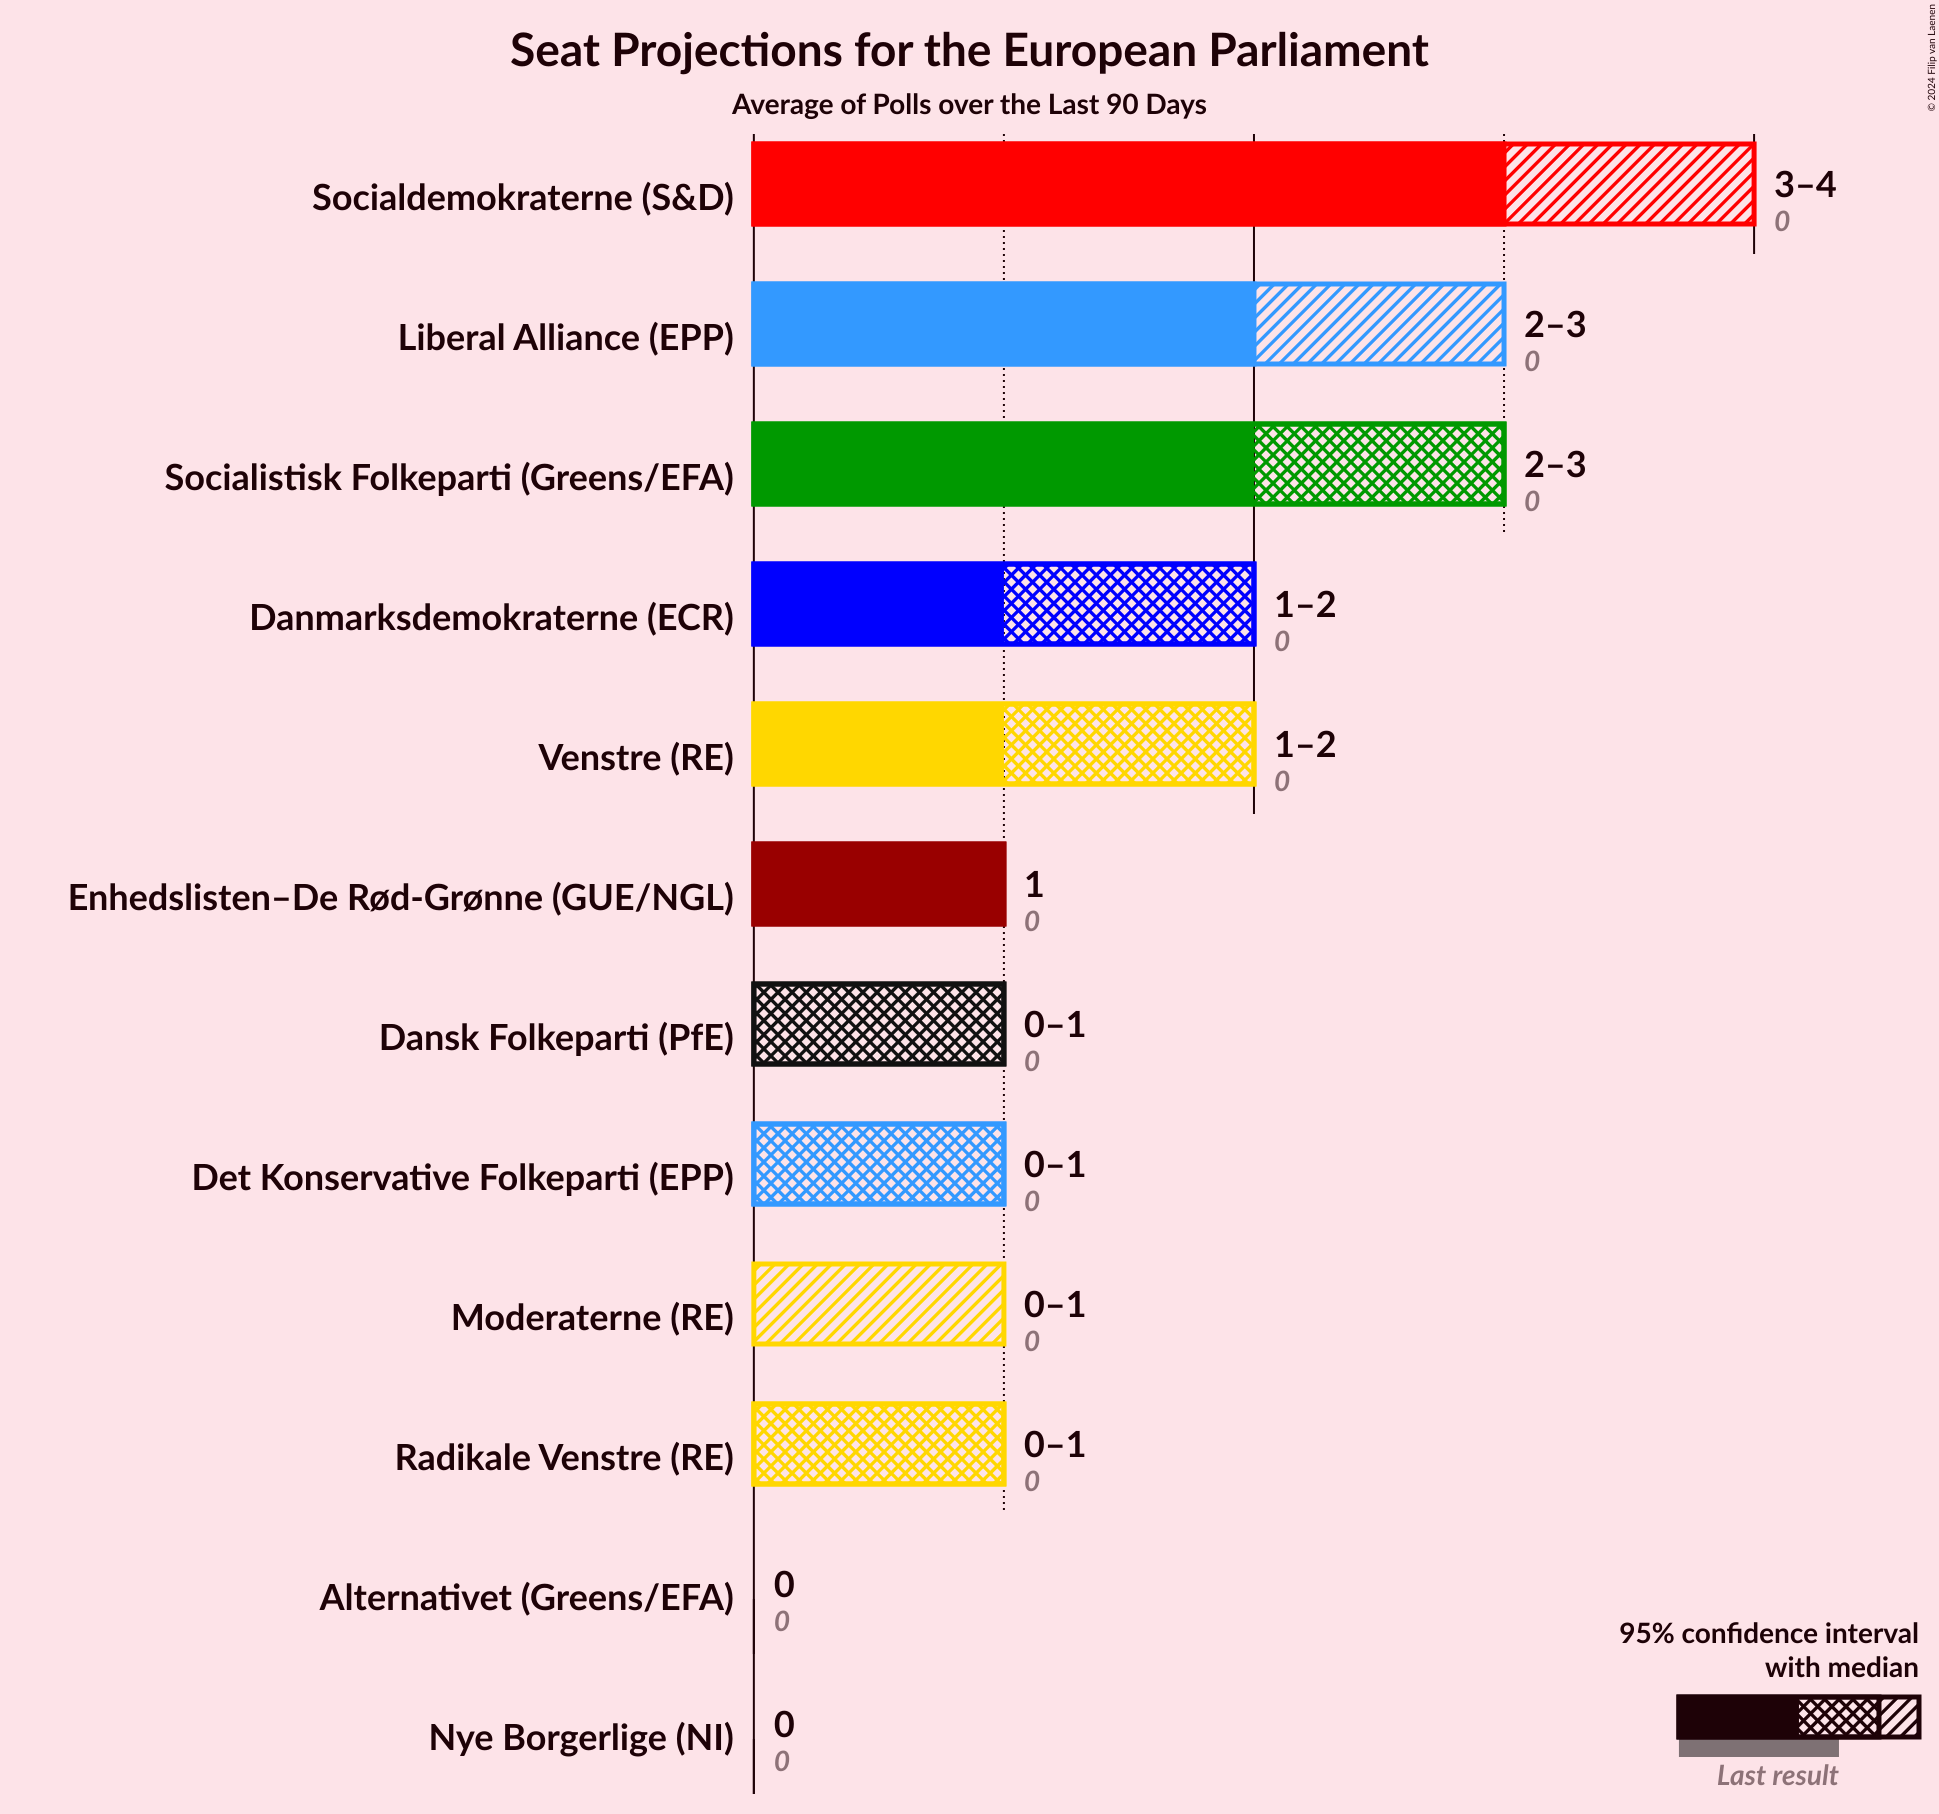 Seat Projections for the European Parliament
Average of Polls over the Last 90 Days
© 2024 Filip van Laenen
Socialdemokraterne (S&D)
3–4
0
Liberal Alliance (EPP)
2–3
0
Socialistisk Folkeparti (Greens/EFA)
2–3
0
Danmarksdemokraterne (ECR)
1–2
0
Venstre (RE)
1–2
0
Enhedslisten–De Rød-Grønne (GUE/NGL)
1
0
Dansk Folkeparti (PfE)
0–1
0
Det Konservative Folkeparti (EPP)
0–1
0
Moderaterne (RE)
0–1
0
Radikale Venstre (RE)
0–1
0
Alternativet (Greens/EFA)
0
0
Nye Borgerlige (NI)
0
0
95% confidence interval
with median
Last result